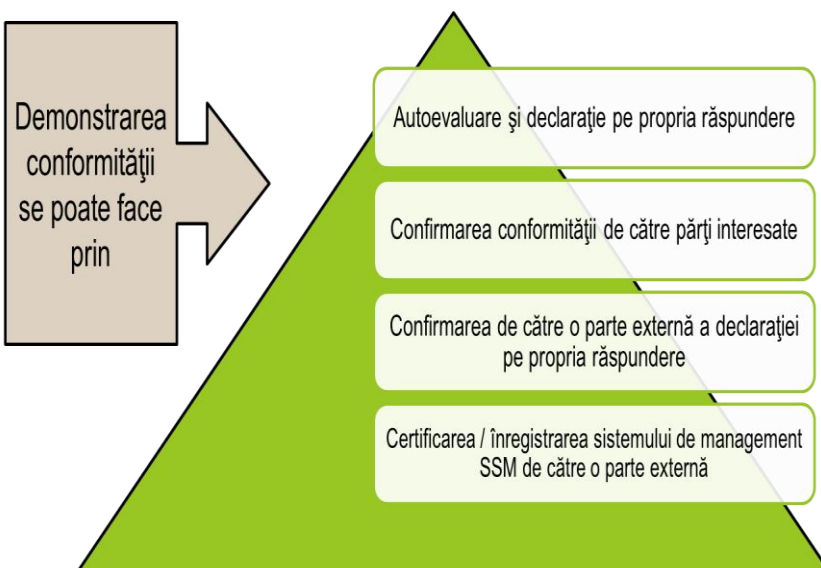 Demonstrarea
conformităţii
se poate face
prin
Autoevaluare şi declaraţie pe propria răspundere
Confirmarea conformităţii de către părţi interesate
Confirmarea de către o parte externă a declaraţiei
pe propria răspundere
Certificarea / înregistrarea sistemului de management
SSM de către o parte externă